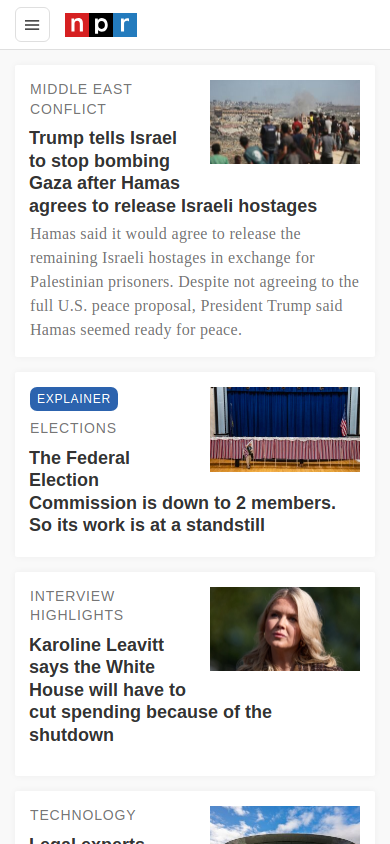 npr
MIDDLE EAST
CONFLICT
Trump tells Israel
to stop bombing
Gaza after Hamas
agrees to release Israeli hostages
Hamas said it would agree to release the
remaining Israeli hostages in exchange for
Palestinian prisoners. Despite not agreeing to the
full U.S. peace proposal, President Trump said
Hamas seemed ready for peace.
EXPLAINER
ELECTIONS
The Federal
Election
Commission is down to 2 members.
So its work is at a standstill
INTERVIEW
HIGHLIGHTS
Karoline Leavitt
says the White
House will have to
cut spending because of the
shutdown
TECHNOLOGY
Legal experts